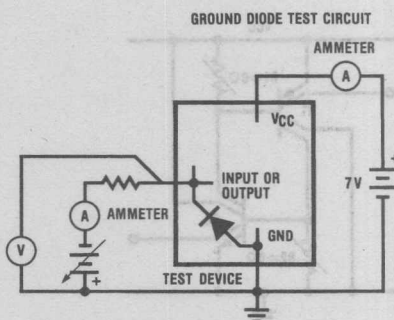 GROUND DIODE TEST CIRCUIT
AMMETER
A
VCC
INPUT OR
OUTPUT
7V
+
A
AMMETER
GND
V
+
TEST DEVICE